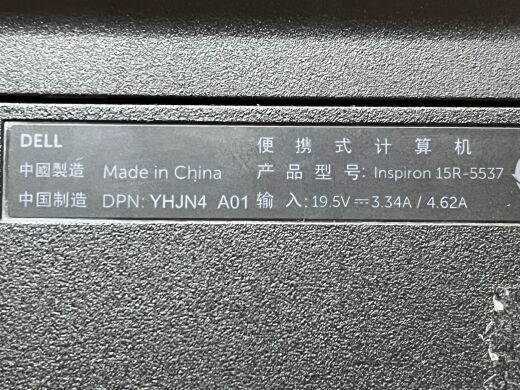 DELL 便携式计算机
中國製造 Made in China 产品型号: Inspiron 15R-5537
中国制造 DPN: YHJN4 A01 输入: 19.5V⎓3.34A / 4.62A